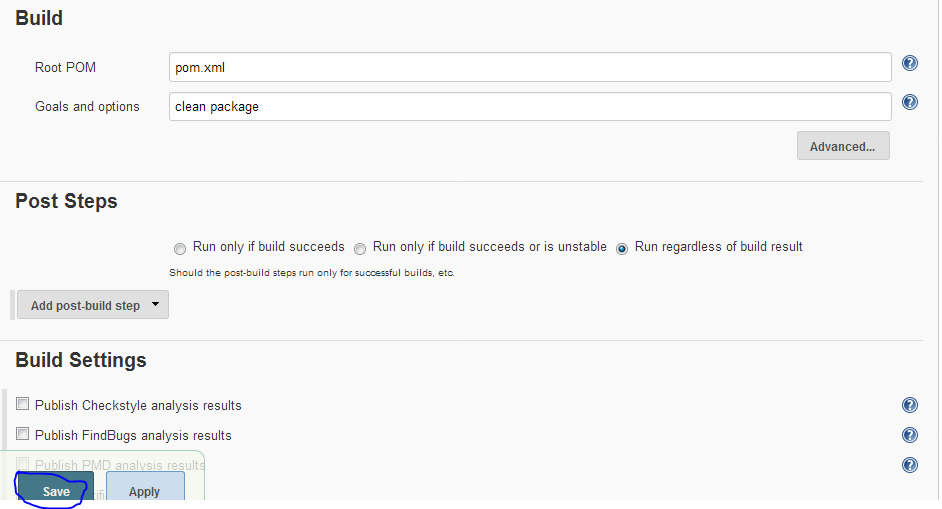 Build
Root POM pom.xml ?
Goals and options clean package ?
Advanced...
Post Steps
Run only if build succeeds Run only if build succeeds or is unstable Run regardless of build result
Should the post-build steps run only for successful builds, etc.
Add post-build step
Build Settings
Publish Checkstyle analysis results ?
Publish FindBugs analysis results ?
Publish PMD analysis results ?
Save Apply